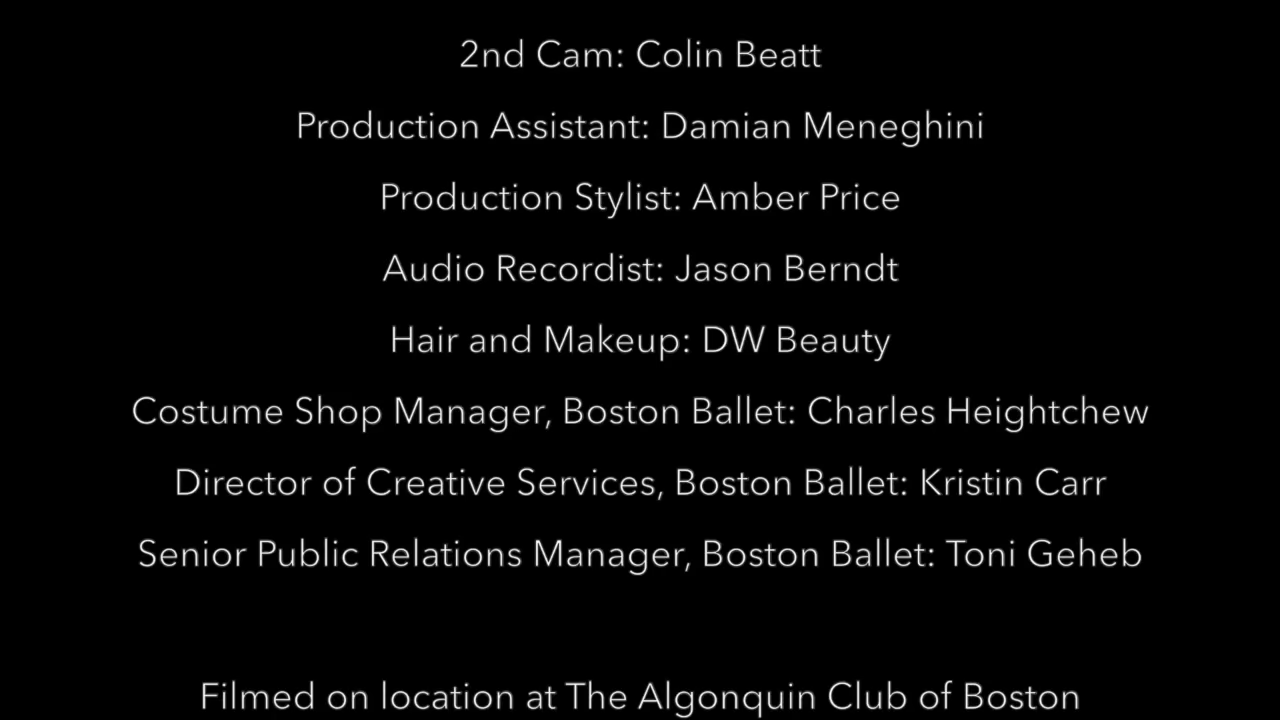 2nd Cam: Colin Beatt
Production Assistant: Damian Meneghini
Production Stylist: Amber Price
Audio Recordist: Jason Berndt
Hair and Makeup: DW Beauty
Costume Shop Manager, Boston Ballet: Charles Heightchew
Director of Creative Services, Boston Ballet: Kristin Carr
Senior Public Relations Manager, Boston Ballet: Toni Geheb
Filmed on location at The Algonquin Club of Boston